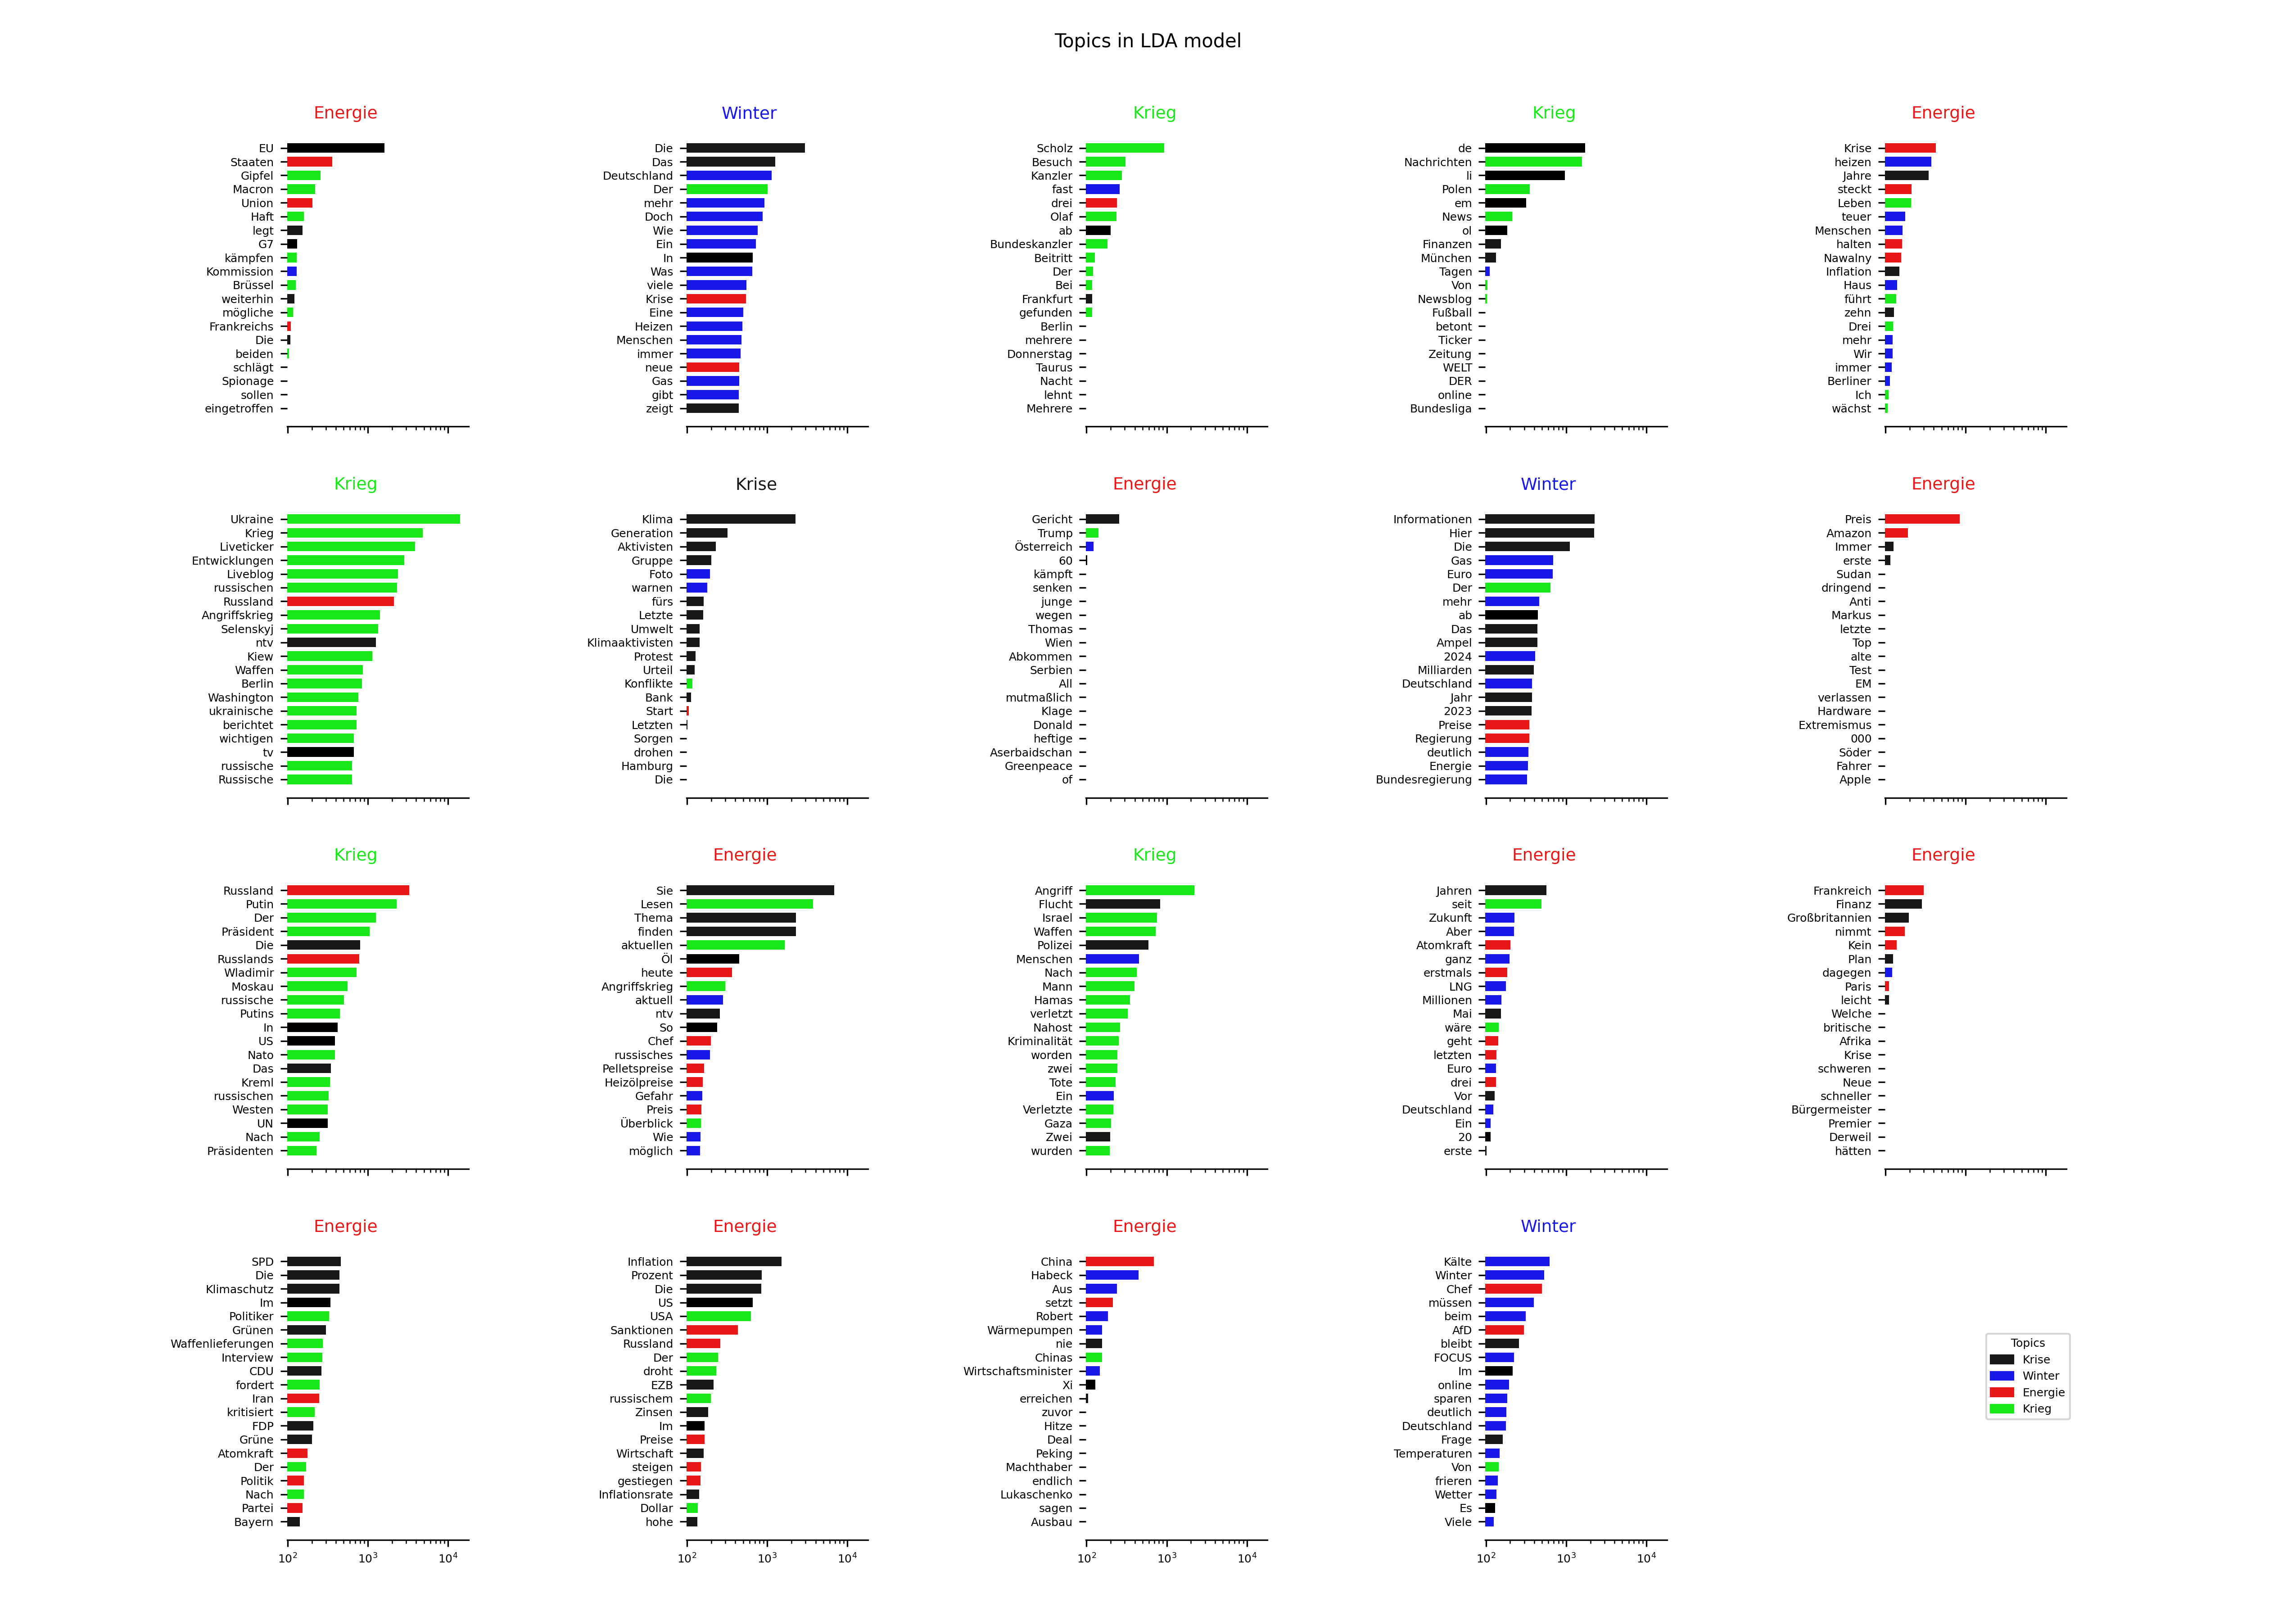 Topics in LDA model
Energie
EU
Staaten
Gipfel
Macron
Union
Haft
legt
G7
kämpfen
Kommission
Brüssel
weiterhin
mögliche
Frankreichs
Die
beiden
schlägt
Spionage
sollen
eingetroffen
Winter
Die
Das
Deutschland
Der
mehr
Doch
Wie
Ein
In
Was
viele
Krise
Eine
Heizen
Menschen
immer
neue
Gas
gibt
zeigt
Krieg
Scholz
Besuch
Kanzler
fast
drei
Olaf
ab
Bundeskanzler
Beitritt
Der
Bei
Frankfurt
gefunden
Berlin
mehrere
Donnerstag
Taurus
Nacht
lehnt
Mehrere
Krieg
de
Nachrichten
li
Polen
em
News
ol
Finanzen
München
Tagen
Von
Newsblog
Fußball
betont
Ticker
Zeitung
WELT
DER
online
Bundesliga
Energie
Krise
heizen
Jahre
steckt
Leben
teuer
Menschen
halten
Nawalny
Inflation
Haus
führt
zehn
Drei
mehr
Wir
immer
Berliner
Ich
wächst
Krieg
Ukraine
Krieg
Liveticker
Entwicklungen
Liveblog
russischen
Russland
Angriffskrieg
Selenskyj
ntv
Kiew
Waffen
Berlin
Washington
ukrainische
berichtet
wichtigen
tv
russische
Russische
Krise
Klima
Generation
Aktivisten
Gruppe
Foto
warnen
fürs
Letzte
Umwelt
Klimaaktivisten
Protest
Urteil
Konflikte
Bank
Start
Letzten
Sorgen
drohen
Hamburg
Die
Energie
Gericht
Trump
Österreich
60
kämpft
senken
junge
wegen
Thomas
Wien
Abkommen
Serbien
All
mutmaßlich
Klage
Donald
heftige
Aserbaidschan
Greenpeace
of
Winter
Informationen
Hier
Die
Gas
Euro
Der
mehr
ab
Das
Ampel
2024
Milliarden
Deutschland
Jahr
2023
Preise
Regierung
deutlich
Energie
Bundesregierung
Energie
Preis
Amazon
Immer
erste
Sudan
dringend
Anti
Markus
letzte
Top
alte
Test
EM
verlassen
Hardware
Extremismus
000
Söder
Fahrer
Apple
Krieg
Russland
Putin
Der
Präsident
Die
Russlands
Wladimir
Moskau
russische
Putins
In
US
Nato
Das
Kreml
russischen
Westen
UN
Nach
Präsidenten
Energie
Sie
Lesen
Thema
finden
aktuellen
Öl
heute
Angriffskrieg
aktuell
ntv
So
Chef
russisches
Pelletspreise
Heizölpreise
Gefahr
Preis
Überblick
Wie
möglich
Krieg
Angriff
Flucht
Israel
Waffen
Polizei
Menschen
Nach
Mann
Hamas
verletzt
Nahost
Kriminalität
worden
zwei
Tote
Ein
Verletzte
Gaza
Zwei
wurden
Energie
Jahren
seit
Zukunft
Aber
Atomkraft
ganz
erstmals
LNG
Millionen
Mai
wäre
geht
letzten
Euro
drei
Vor
Deutschland
Ein
20
erste
Energie
Frankreich
Finanz
Großbritannien
nimmt
Kein
Plan
dagegen
Paris
leicht
Welche
britische
Afrika
Krise
schweren
Neue
schneller
Bürgermeister
Premier
Derweil
hätten
Energie
SPD
Die
Klimaschutz
Im
Politiker
Grünen
Waffenlieferungen
Interview
CDU
fordert
Iran
kritisiert
FDP
Grüne
Atomkraft
Der
Politik
Nach
Partei
Bayern
10² 10³ 10⁴
Energie
Inflation
Prozent
Die
US
USA
Sanktionen
Russland
Der
droht
EZB
russischem
Zinsen
Im
Preise
Wirtschaft
steigen
gestiegen
Inflationsrate
Dollar
hohe
10² 10³ 10⁴
Energie
China
Habeck
Aus
setzt
Robert
Wärmepumpen
nie
Chinas
Wirtschaftsminister
Xi
erreichen
zuvor
Hitze
Deal
Peking
Machthaber
endlich
Lukaschenko
sagen
Ausbau
10² 10³ 10⁴
Winter
Kälte
Winter
Chef
müssen
beim
AfD
bleibt
FOCUS
Im
online
sparen
deutlich
Deutschland
Frage
Temperaturen
Von
frieren
Wetter
Es
Viele
10² 10³ 10⁴
Topics
Krise
Winter
Energie
Krieg